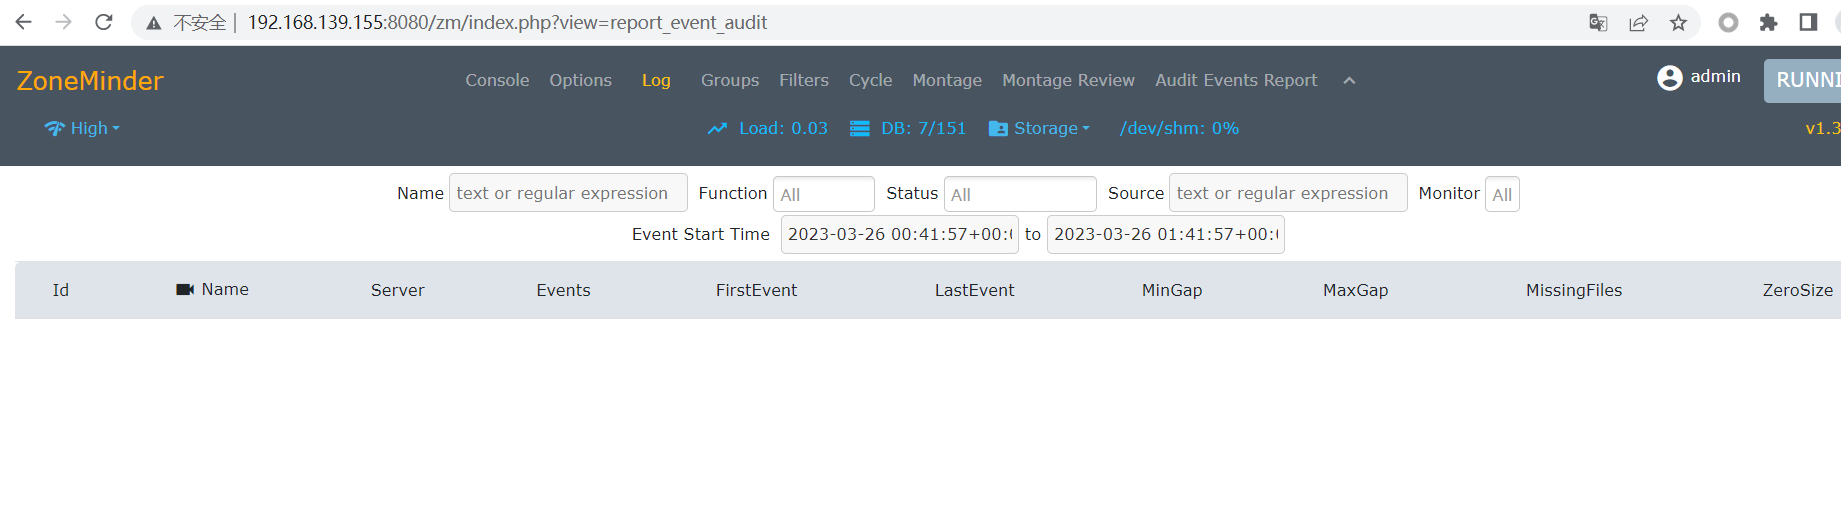 不安全 192.168.139.155:8080/zm/index.php?view=report_event_audit
ZoneMinder Console Options Log Groups Filters Cycle Montage Montage Review Audit Events Report admin RUNNI
High Load: 0.03 DB: 7/151 Storage /dev/shm: 0% v1.3
Name text or regular expression Function All Status All Source text or regular expression Monitor All
Event Start Time 2023-03-26 00:41:57+00:0 to 2023-03-26 01:41:57+00:0
Id Name Server Events FirstEvent LastEvent MinGap MaxGap MissingFiles ZeroSize